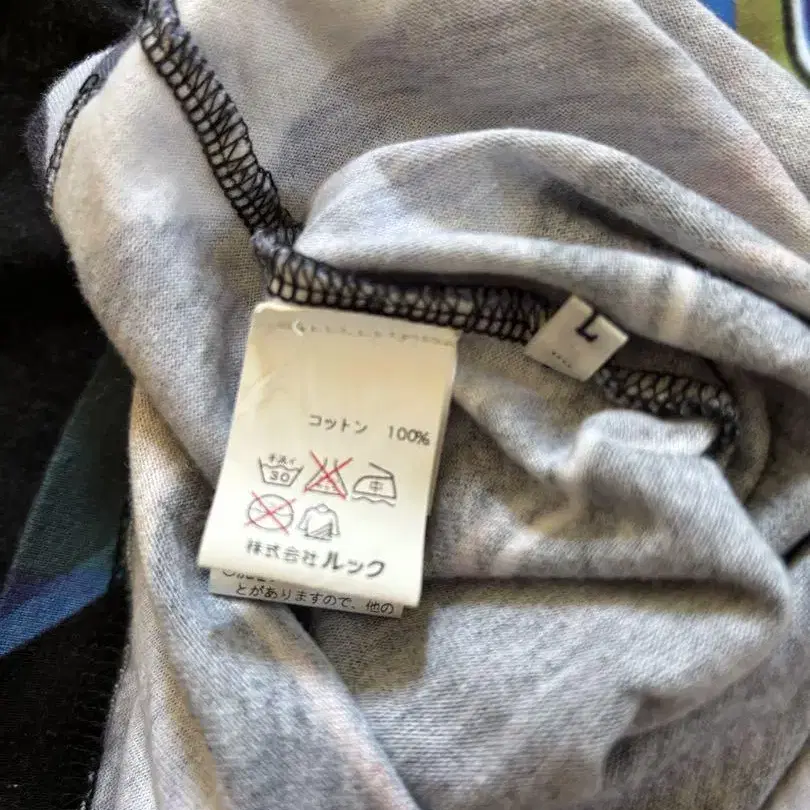 L
コットン 100%
手洗イ
30
中
株式会社 ルック
とがありますので、他の